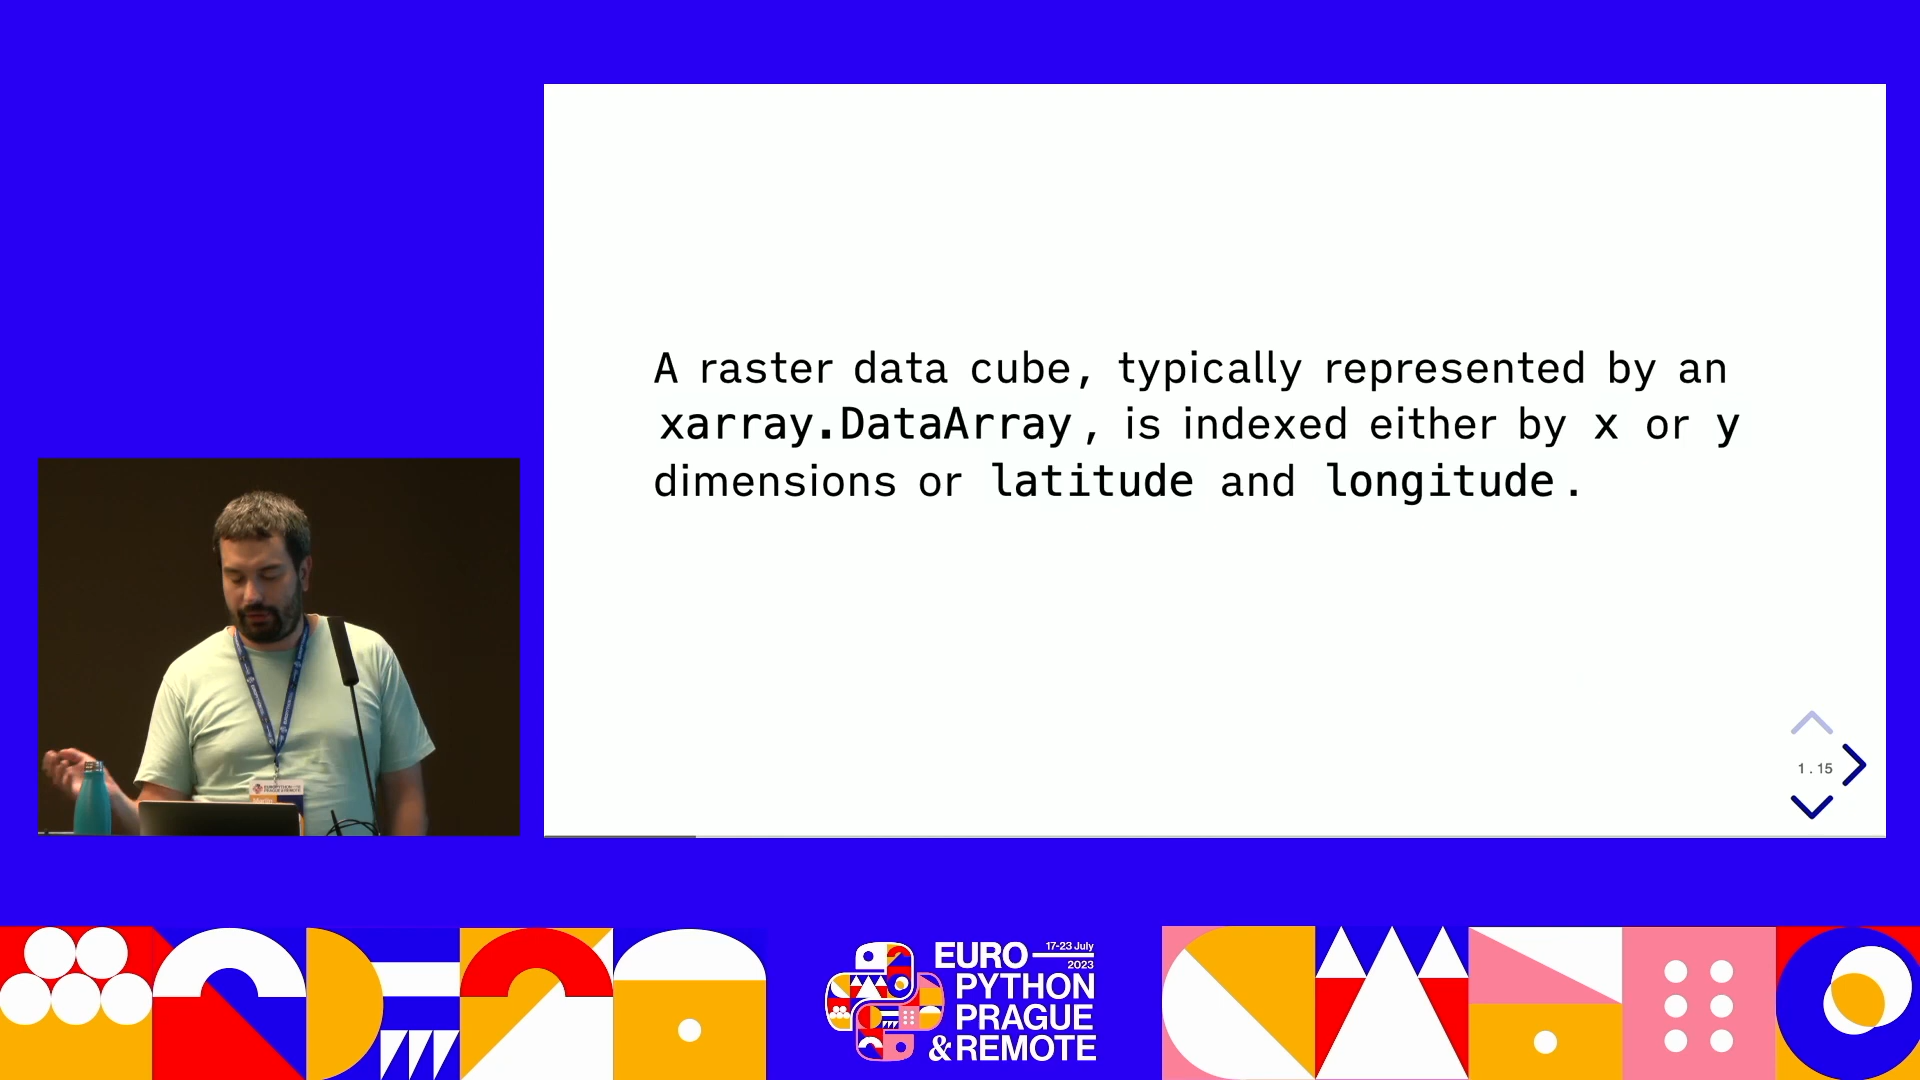 A raster data cube, typically represented by an
xarray.DataArray, is indexed either by x or y
dimensions or latitude and longitude.
1.15
EURO
17-23 July
2023
PYTHON
PRAGUE
& REMOTE